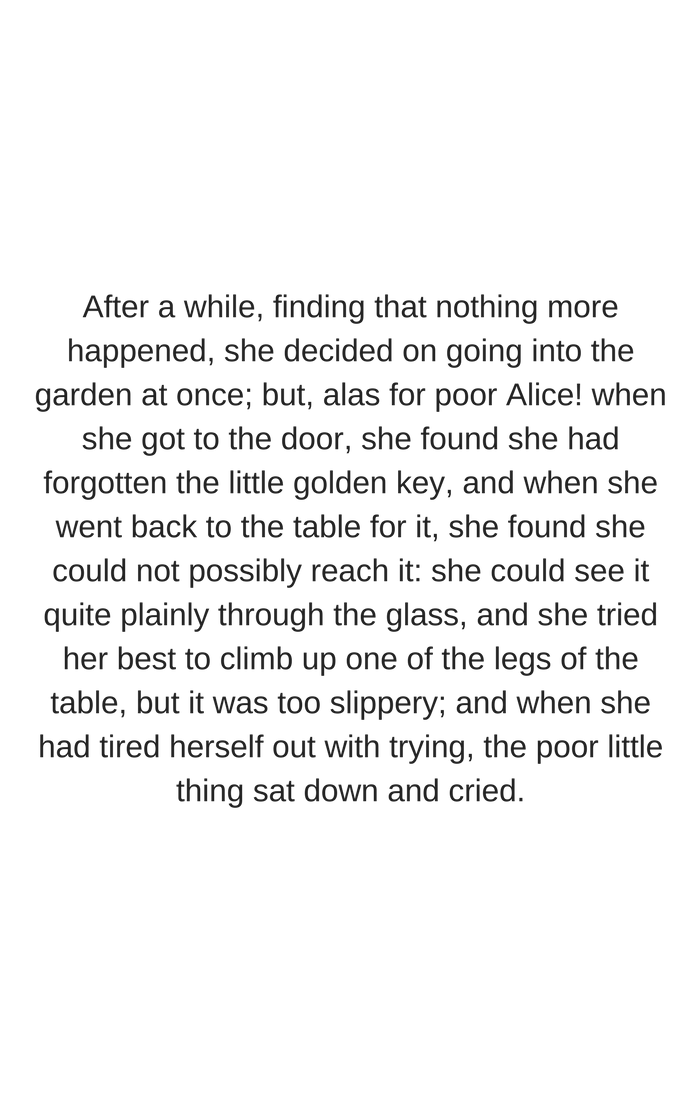 After a while, finding that nothing more
happened, she decided on going into the
garden at once; but, alas for poor Alice! when
she got to the door, she found she had
forgotten the little golden key, and when she
went back to the table for it, she found she
could not possibly reach it: she could see it
quite plainly through the glass, and she tried
her best to climb up one of the legs of the
table, but it was too slippery; and when she
had tired herself out with trying, the poor little
thing sat down and cried.